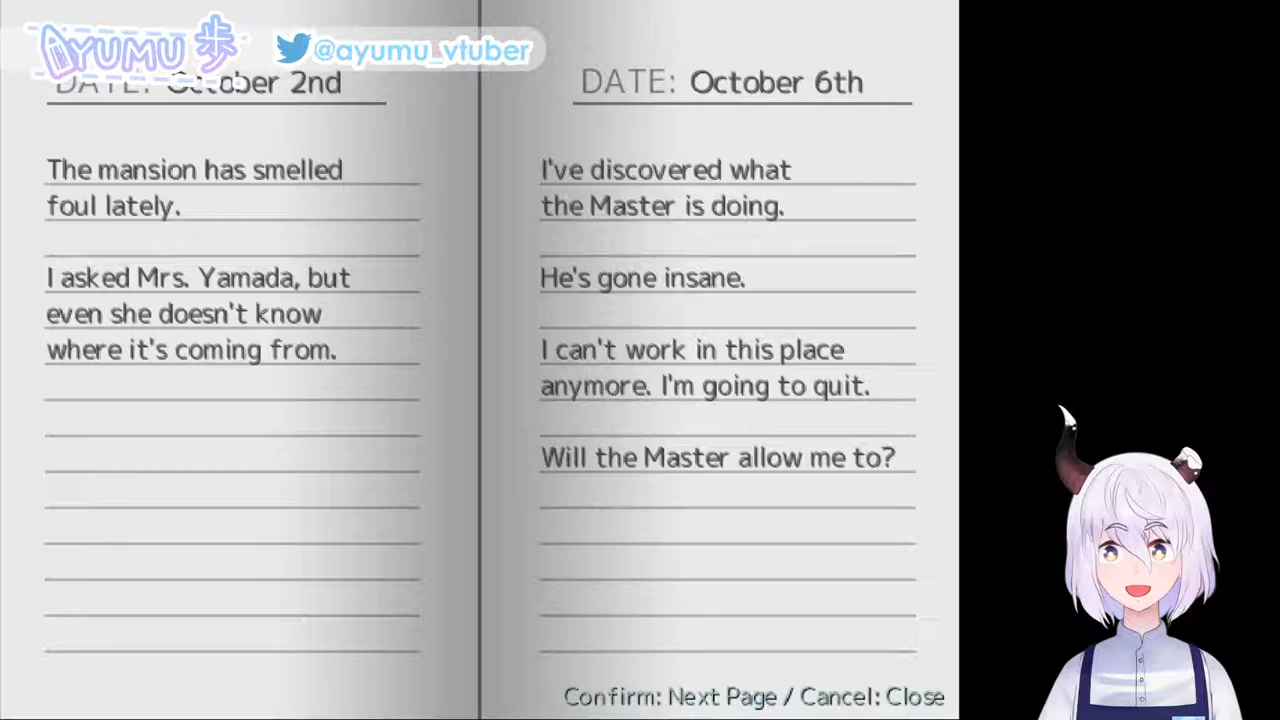 AYUMU 歩
@ayumu_vtuber
DATE: October 2nd
The mansion has smelled
foul lately.
I asked Mrs. Yamada, but
even she doesn't know
where it's coming from.
DATE: October 6th
I've discovered what
the Master is doing.
He's gone insane.
I can't work in this place
anymore. I'm going to quit.
Will the Master allow me to?
Confirm: Next Page / Cancel: Close